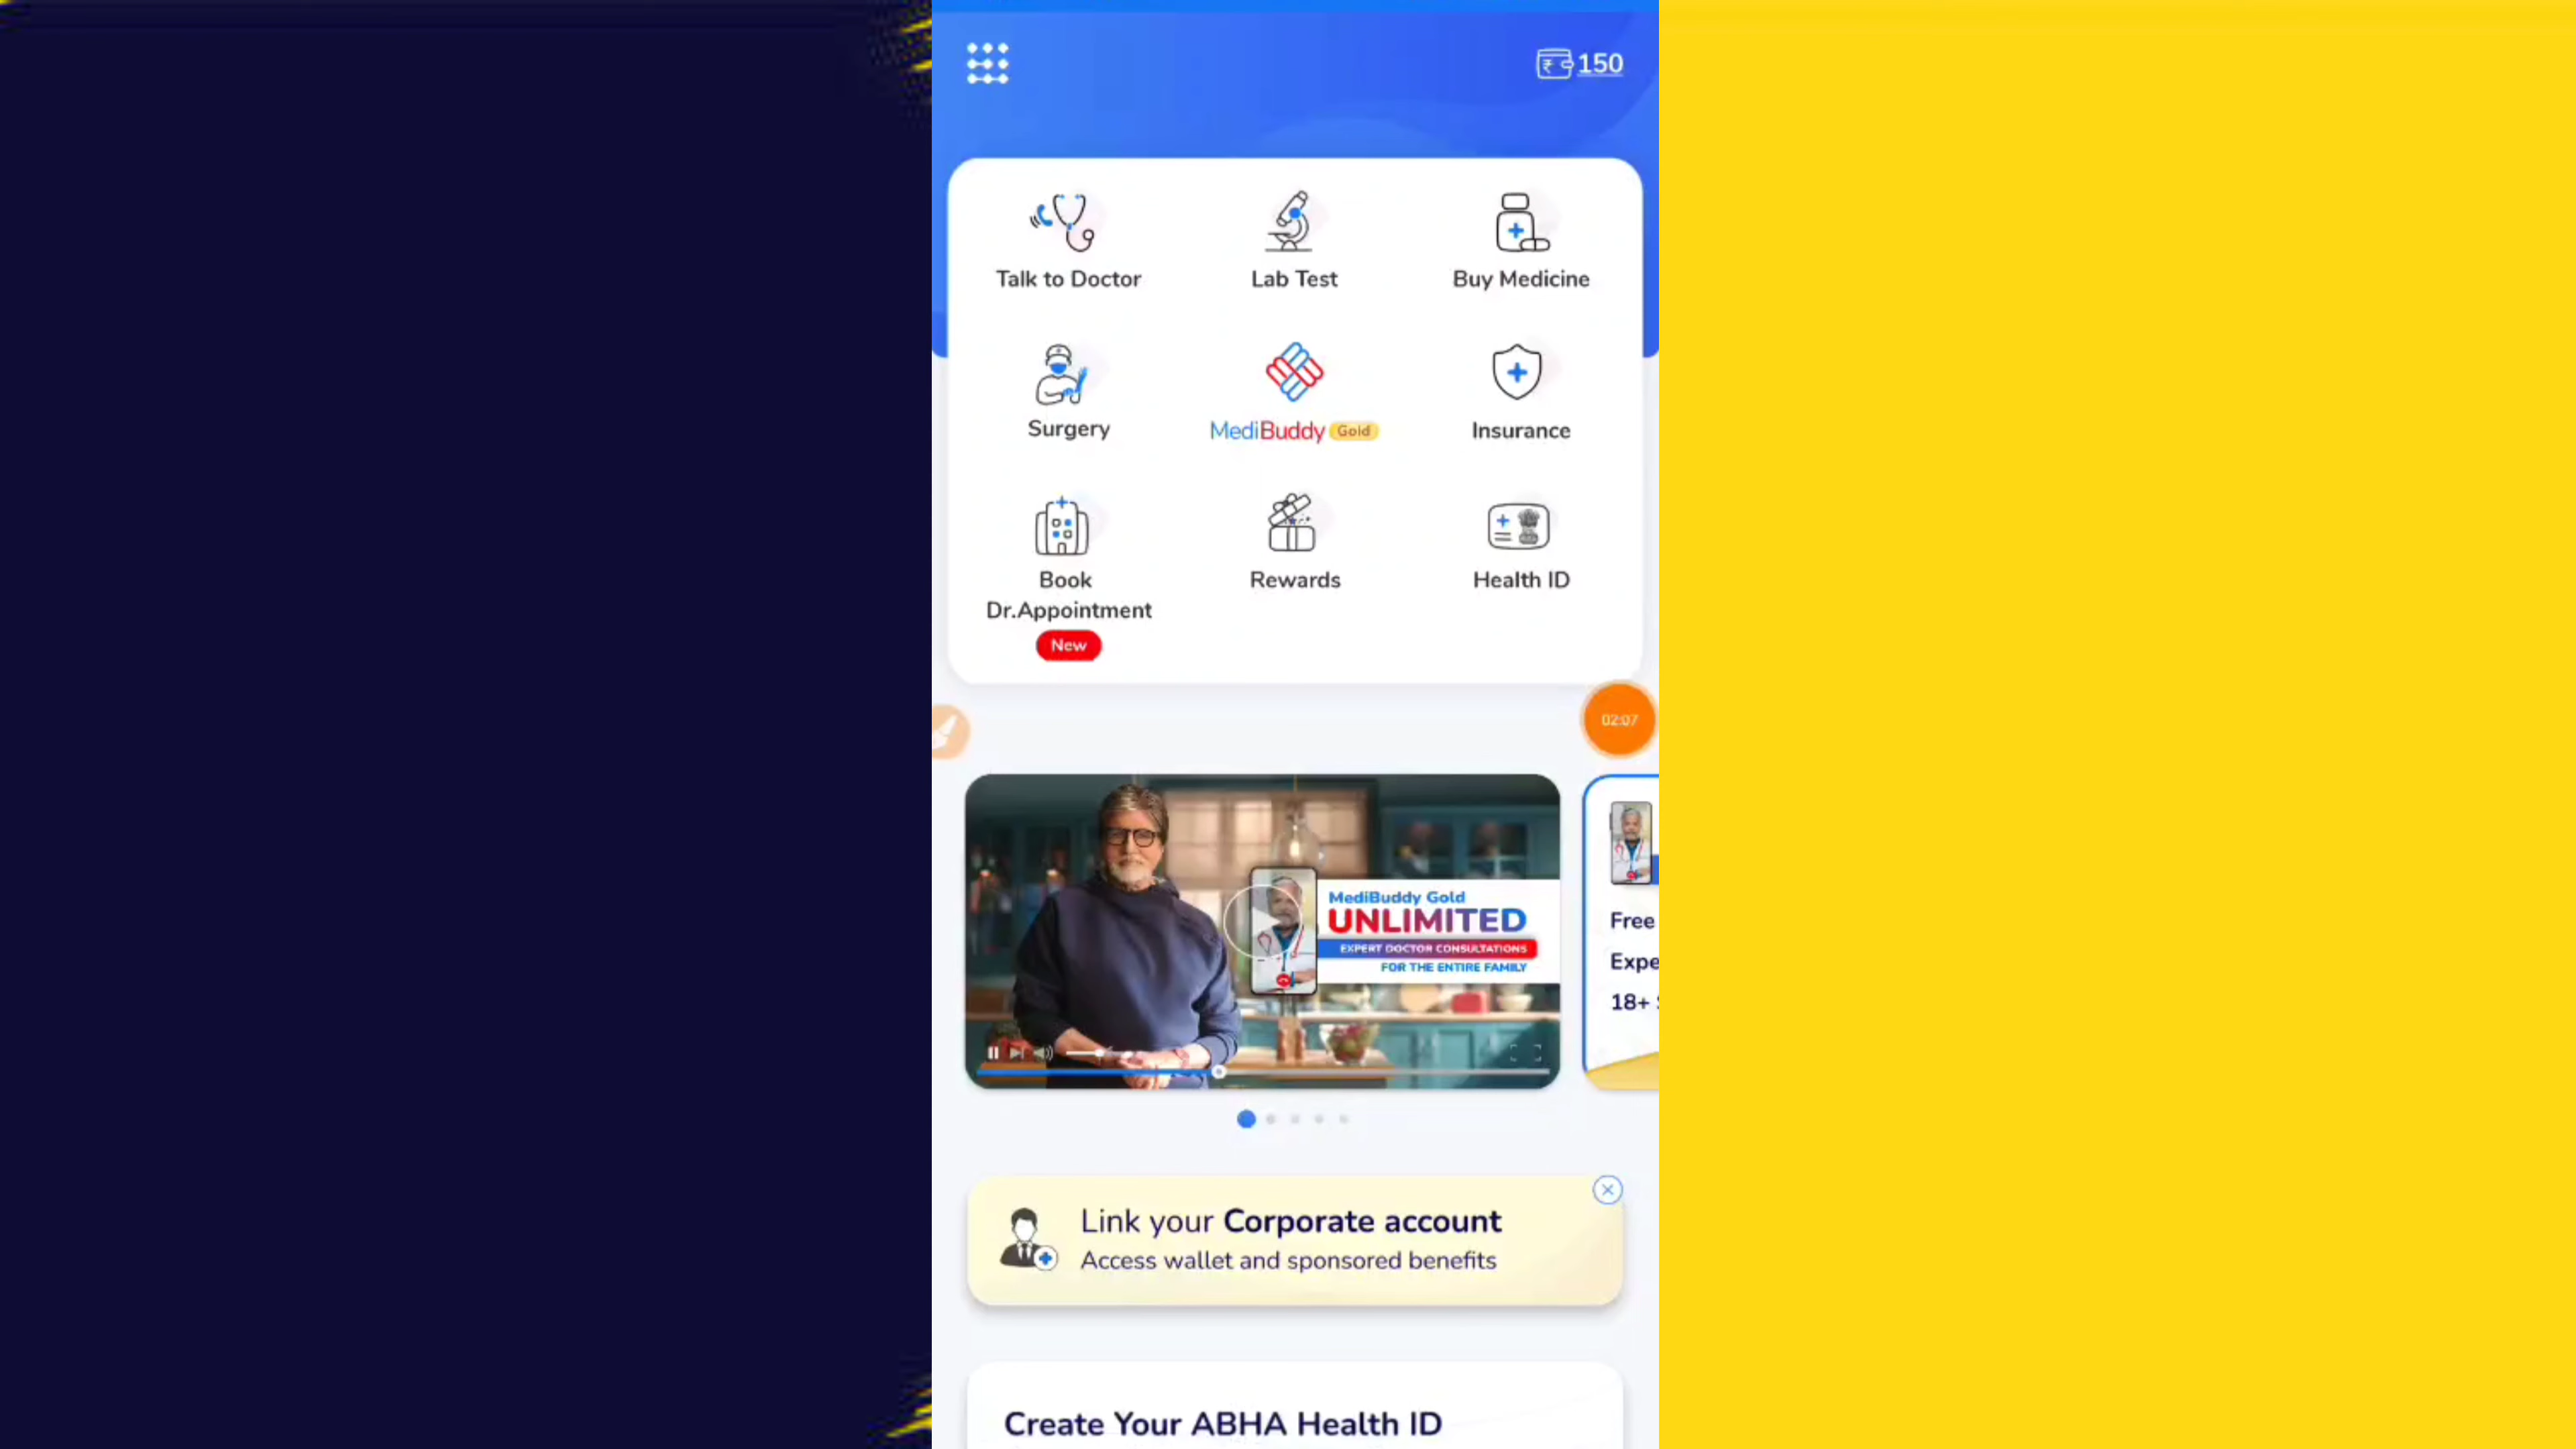 150
Talk to Doctor
Lab Test
Buy Medicine
Surgery
MediBuddy Gold
Insurance
Book
Dr.Appointment
New
Rewards
Health ID
02:07
MediBuddy Gold
UNLIMITED
EXPERT DOCTOR CONSULTATIONS
FOR THE ENTIRE FAMILY
Free
Expe
18+
Link your Corporate account
Access wallet and sponsored benefits
Create Your ABHA Health ID